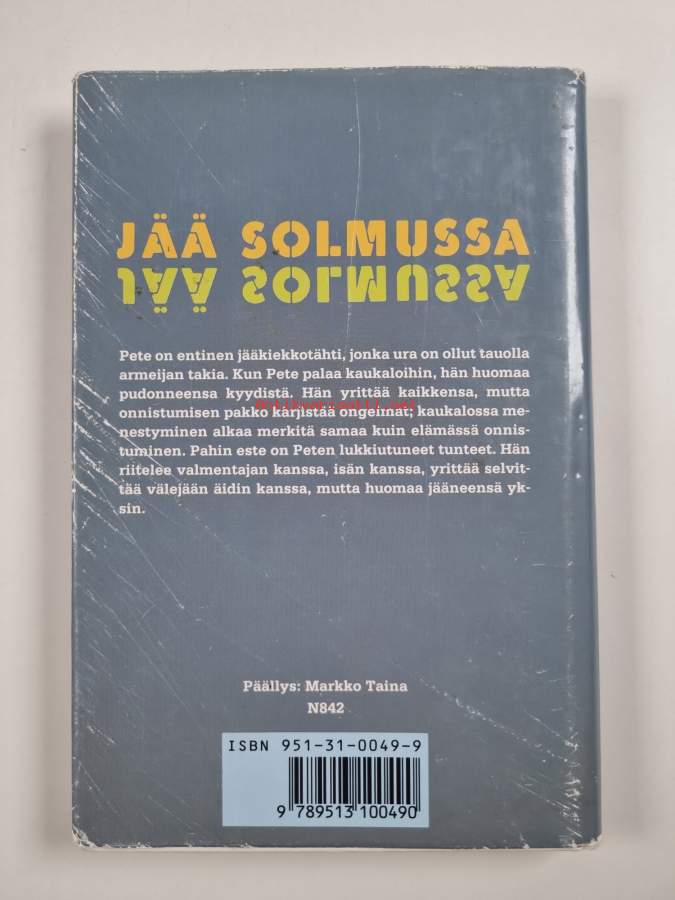 JÄÄ SOLMUSSA
JÄÄ SOLMUSSA
Pete on entinen jääkiekkotähti, jonka ura on ollut tauolla
armeijan takia. Kun Pete palaa kaukaloihin, hän huomaa
pudonneensa kyydistä. Hän yrittää kaikkensa, mutta
onnistumisen pakko kärjistää ongelmat; kaukalossa me-
nestyminen alkaa merkitä samaa kuin elämässä onnis-
tuminen. Pahin este on Peten lukkiutuneet tunteet. Hän
riitelee valmentajan kanssa, isän kanssa, yrittää selvit-
tää välejään äidin kanssa, mutta huomaa jääneensä yk-
sin.
Antikvariaatti.net
Päällys: Markko Taina
N842
ISBN 951-31-0049-9
9 789513 100490